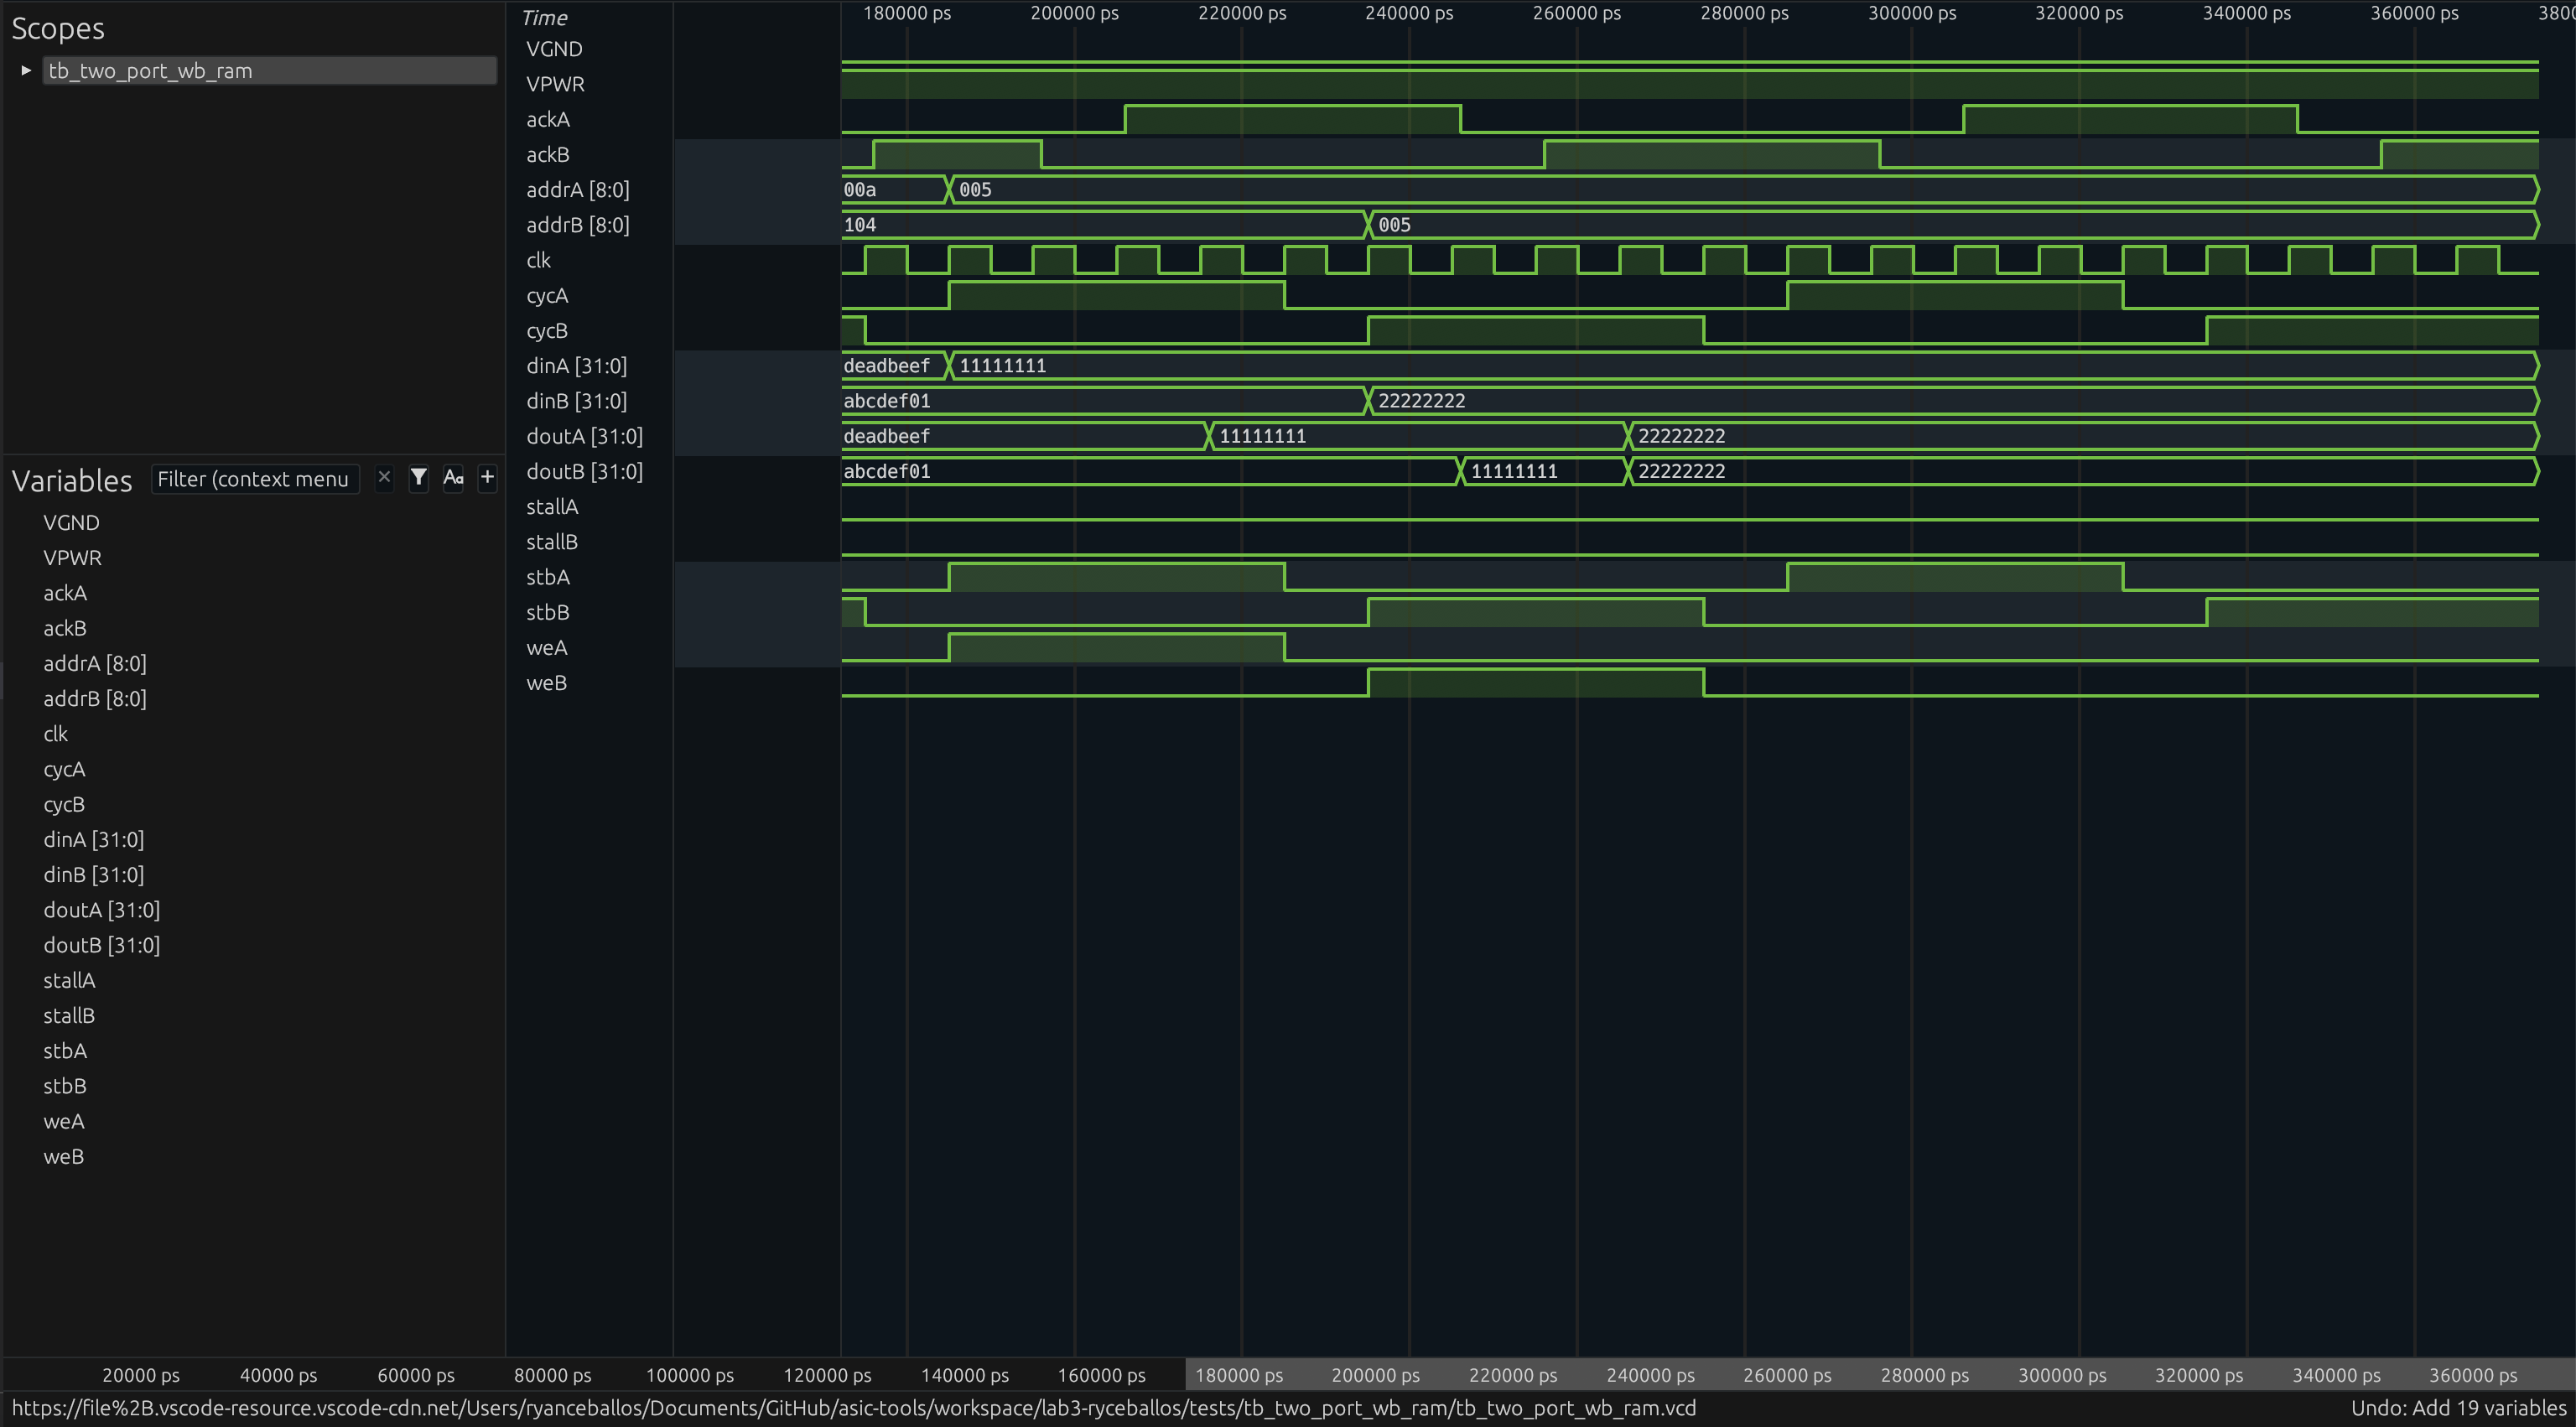 Scopes
tb_two_port_wb_ram
Variables
Filter (context menu
VGND
VPWR
ackA
ackB
addrA [8:0]
addrB [8:0]
clk
cycA
cycB
dinA [31:0]
dinB [31:0]
doutA [31:0]
doutB [31:0]
stallA
stallB
stbA
stbB
weA
weB
Time 180000 ps 200000 ps 220000 ps 240000 ps 260000 ps 280000 ps 300000 ps 320000 ps 340000 ps 360000 ps 3800
VGND
VPWR
ackA
ackB
addrA [8:0] 00a 005
addrB [8:0] 104 005
clk
cycA
cycB
dinA [31:0] deadbeef 11111111
dinB [31:0] abcdef01 22222222
doutA [31:0] deadbeef 11111111 22222222
doutB [31:0] abcdef01 11111111 22222222
stallA
stallB
stbA
stbB
weA
weB
20000 ps 40000 ps 60000 ps 80000 ps 100000 ps 120000 ps 140000 ps 160000 ps 180000 ps 200000 ps 220000 ps 240000 ps 260000 ps 280000 ps 300000 ps 320000 ps 340000 ps 360000 ps
https://file%2B.vscode-resource.vscode-cdn.net/Users/ryanceballos/Documents/GitHub/asic-tools/workspace/lab3-ryceballos/tests/tb_two_port_wb_ram/tb_two_port_wb_ram.vcd Undo: Add 19 variables